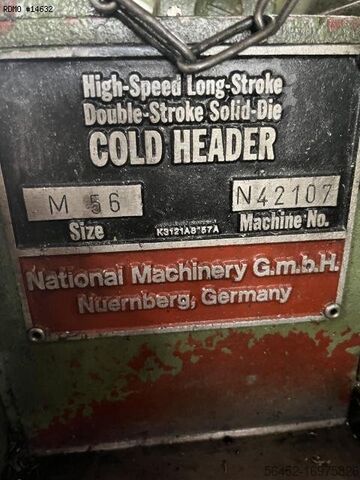 RDMO #14632
High-Speed Long-Stroke
Double-Stroke Solid-Die
COLD HEADER
M 56 N42107
Size K3121AB"57A Machine No.
National Machinery G.m.b.H.
Nuernberg, Germany